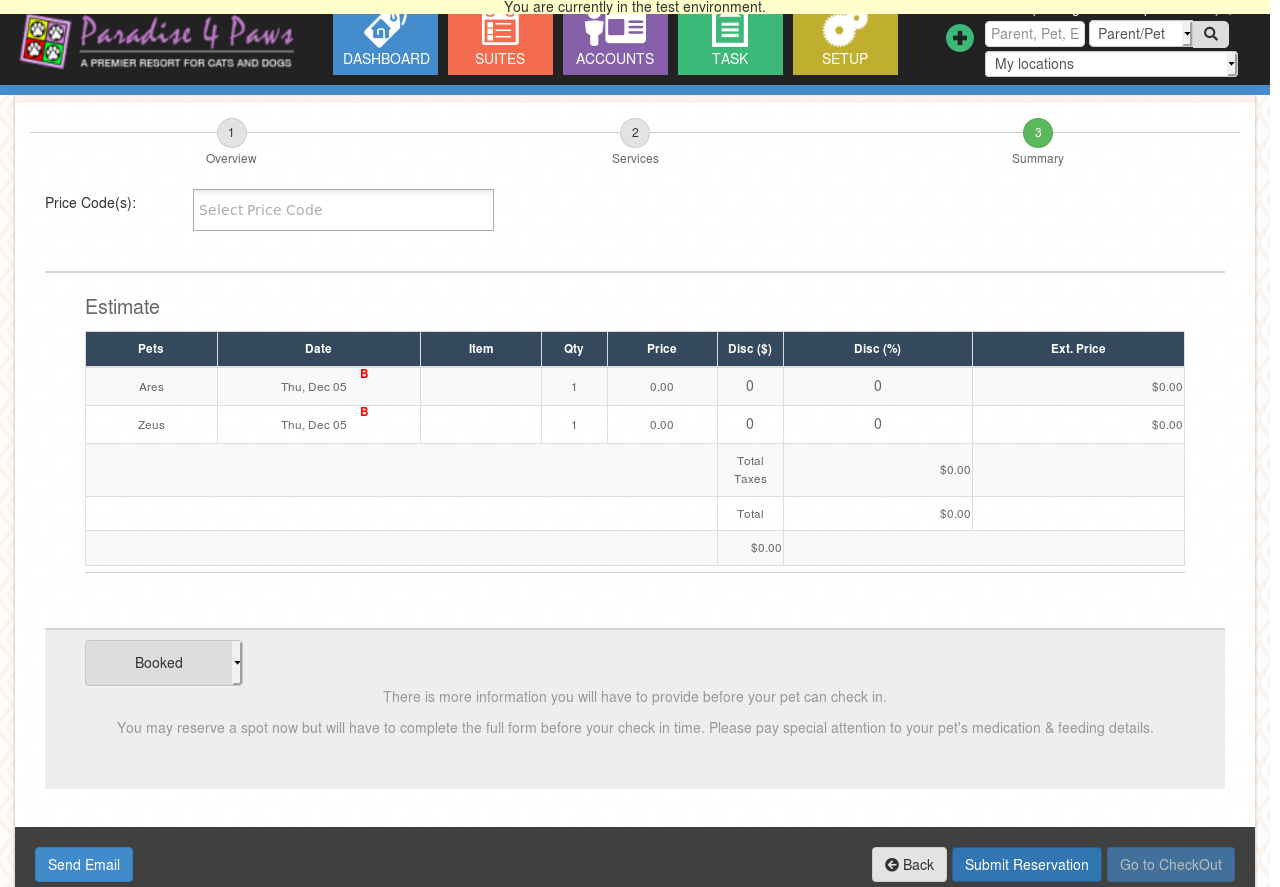 You are currently in the test environment.
Paradise 4 Paws
A PREMIER RESORT FOR CATS AND DOGS
DASHBOARD
SUITES
ACCOUNTS
TASK
SETUP
Parent, Pet, E
Parent/Pet
My locations
1
2
3
Overview
Services
Summary
Price Code(s):
Select Price Code
Estimate
Pets Date Item Qty Price Disc ($) Disc (%) Ext. Price
Ares Thu, Dec 05 B 1 0.00 0 0 $0.00
Zeus Thu, Dec 05 B 1 0.00 0 0 $0.00
Total
Taxes
$0.00
Total $0.00
$0.00
Booked
There is more information you will have to provide before your pet can check in.
You may reserve a spot now but will have to complete the full form before your check in time. Please pay special attention to your pet's medication & feeding details.
Send Email
Back
Submit Reservation
Go to CheckOut